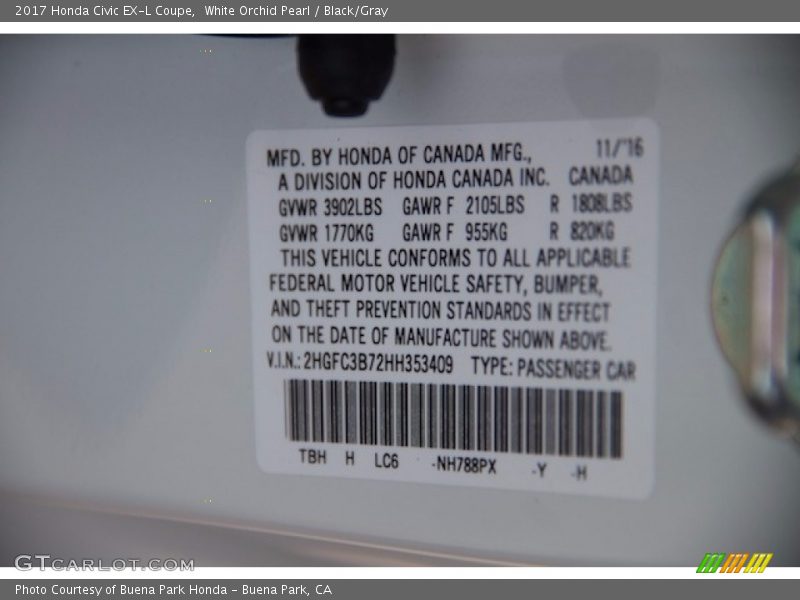 2017 Honda Civic EX-L Coupe, White Orchid Pearl / Black/Gray
MFD. BY HONDA OF CANADA MFG., 11/'16
A DIVISION OF HONDA CANADA INC. CANADA
GVWR 3902LBS GAWR F 2105LBS R 1808LBS
GVWR 1770KG GAWR F 955KG R 820KG
THIS VEHICLE CONFORMS TO ALL APPLICABLE
FEDERAL MOTOR VEHICLE SAFETY, BUMPER,
AND THEFT PREVENTION STANDARDS IN EFFECT
ON THE DATE OF MANUFACTURE SHOWN ABOVE.
V.I.N.: 2HGFC3B72HH353409 TYPE: PASSENGER CAR
TBH H LC6 -NH788PX -Y -H
GTCARLOT.COM
Photo Courtesy of Buena Park Honda - Buena Park, CA